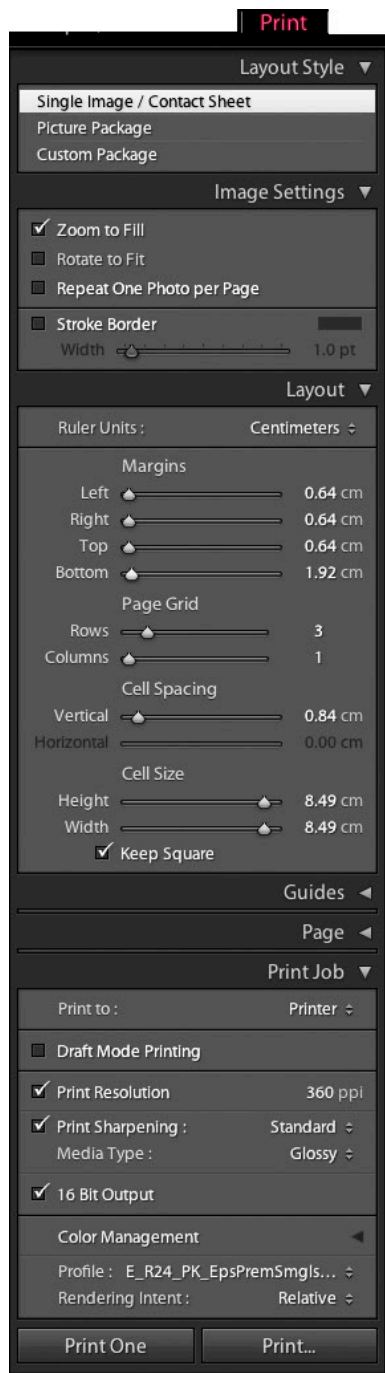 Print
Layout Style
Single Image / Contact Sheet
Picture Package
Custom Package
Image Settings
Zoom to Fill
Rotate to Fit
Repeat One Photo per Page
Stroke Border
Width 1.0 pt
Layout
Ruler Units : Centimeters
Margins
Left 0.64 cm
Right 0.64 cm
Top 0.64 cm
Bottom 1.92 cm
Page Grid
Rows 3
Columns 1
Cell Spacing
Vertical 0.84 cm
Horizontal 0.00 cm
Cell Size
Height 8.49 cm
Width 8.49 cm
Keep Square
Guides
Page
Print Job
Print to : Printer
Draft Mode Printing
Print Resolution 360 ppi
Print Sharpening : Standard
Media Type : Glossy
16 Bit Output
Color Management
Profile : E_R24_PK_EpsPremSmgls...
Rendering Intent : Relative
Print One Print...